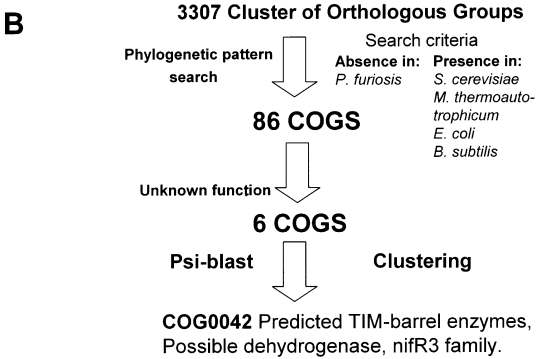 B
3307 Cluster of Orthologous Groups
Phylogenetic pattern
search
Search criteria
Absence in:
P. furiosis
Presence in:
S. cerevisiae
M. thermoauto-
trophicum
E. coli
B. subtilis
86 COGS
Unknown function
6 COGS
Psi-blast
Clustering
COG0042 Predicted TIM-barrel enzymes,
Possible dehydrogenase, nifR3 family.